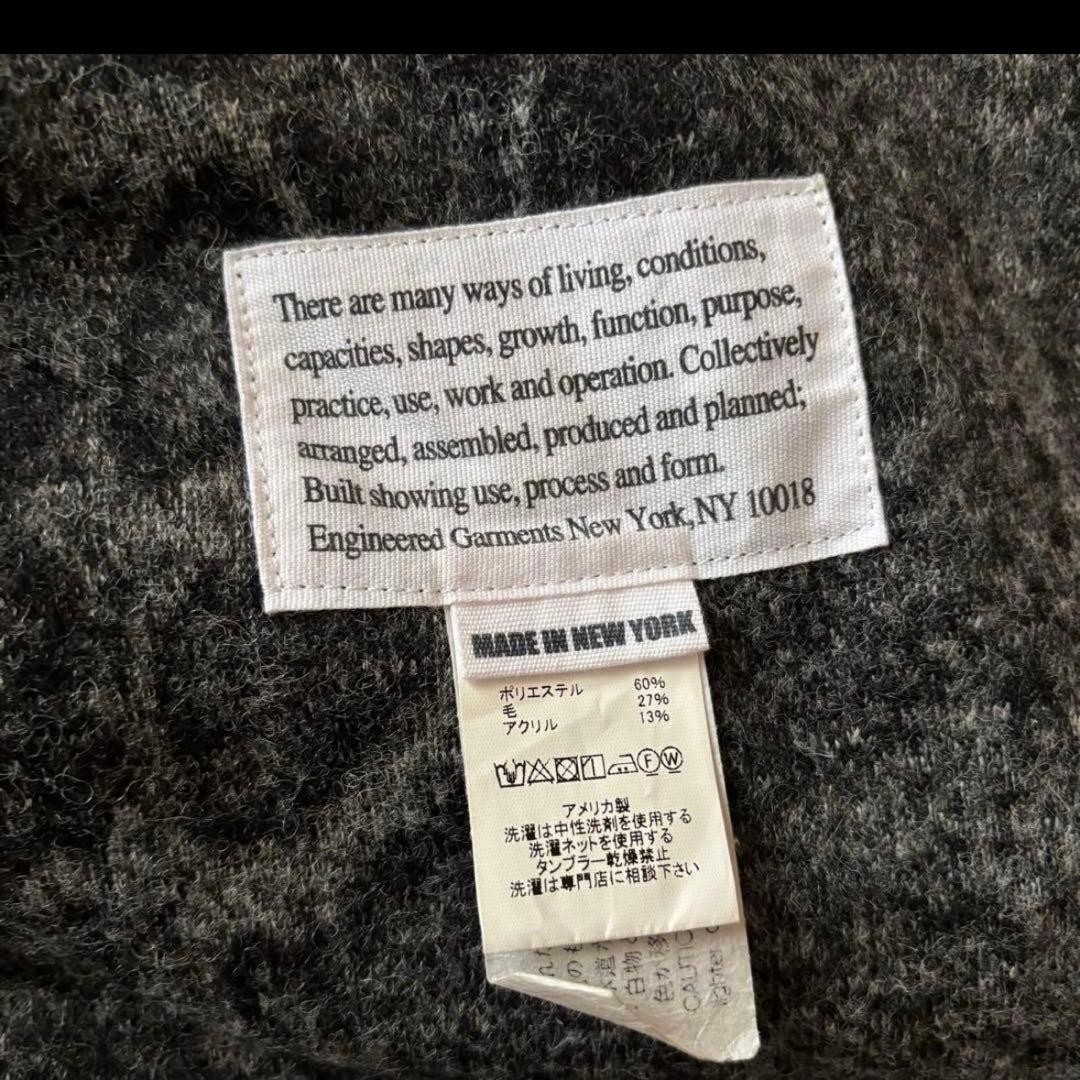 There are many ways of living, conditions,
capacities, shapes, growth, function, purpose,
practice, use, work and operation. Collectively
arranged, assembled, produced and planned;
Built showing use, process and form.
Engineered Garments New York, NY 10018
MADE IN NEW YORK
ポリエステル 60%
毛 27%
アクリル 13%
F W
アメリカ製
洗濯は中性洗剤を使用する
洗濯ネットを使用する
タンブラー乾燥禁止
洗濯は専門店に相談下さい
白物
色が移